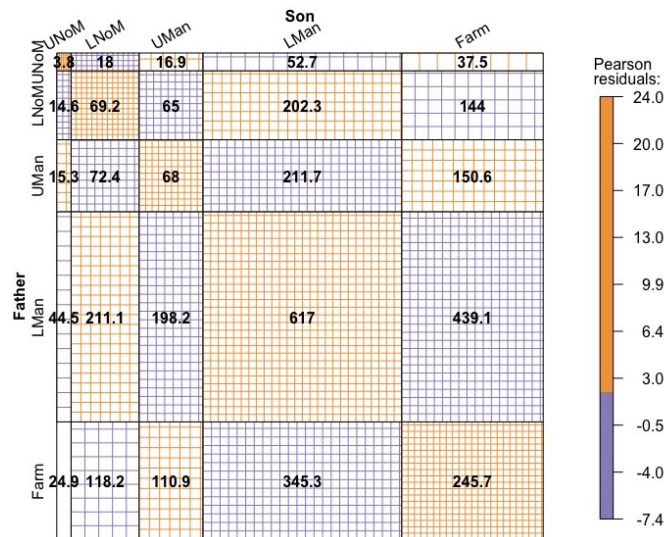 Son
UNoM LNoM UMan LMan Farm
UNoM 3.8 18 16.9 52.7 37.5
LNoM 14.6 69.2 65 202.3 144
UMan 15.3 72.4 68 211.7 150.6
Father
LMan 44.5 211.1 198.2 617 439.1
Farm 24.9 118.2 110.9 345.3 245.7
Pearson
residuals:
24.0
20.0
17.0
13.0
9.9
6.4
3.0
-0.5
-4.0
-7.4